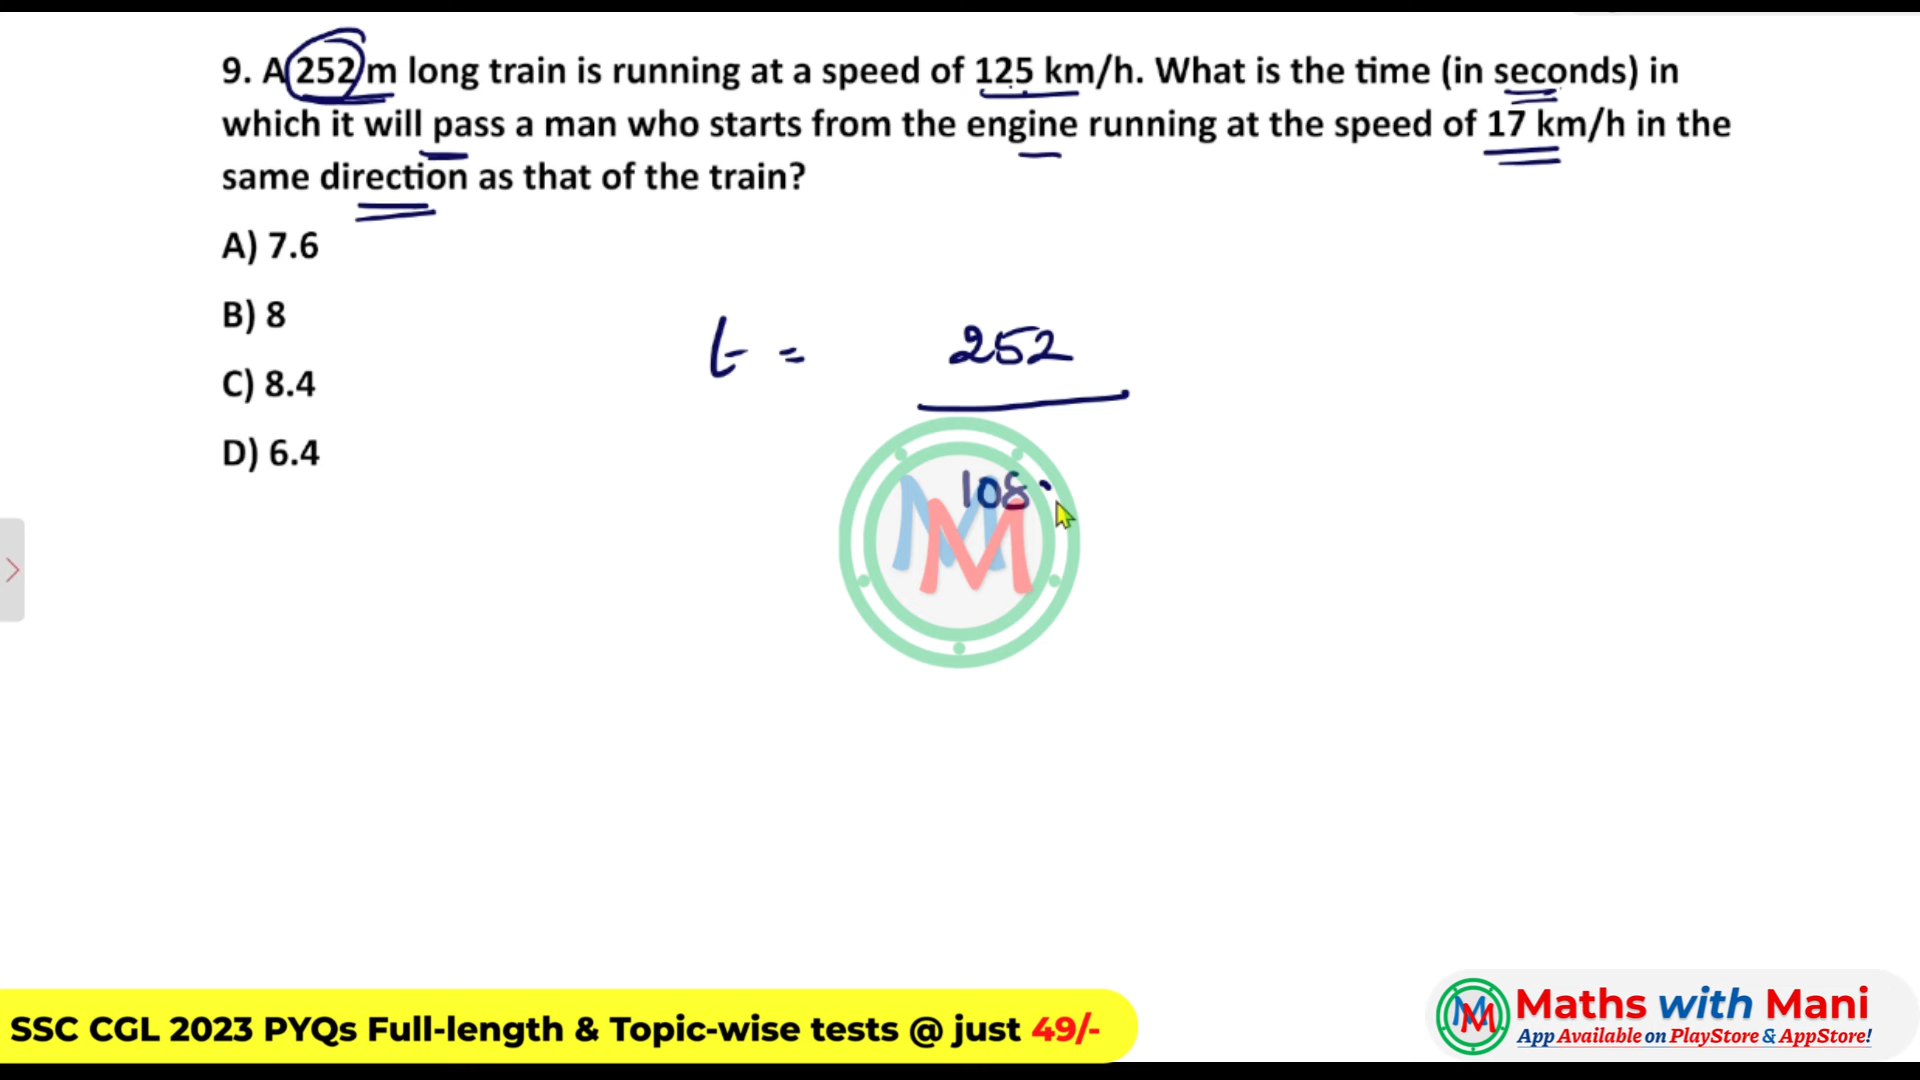 9. A 252 m long train is running at a speed of 125 km/h. What is the time (in seconds) in
which it will pass a man who starts from the engine running at the speed of 17 km/h in the
same direction as that of the train?
A) 7.6
B) 8
C) 8.4
D) 6.4
t = 252
108
MM
SSC CGL 2023 PYQs Full-length & Topic-wise tests @ just 49/-
MM Maths with Mani
App Available on PlayStore & AppStore!